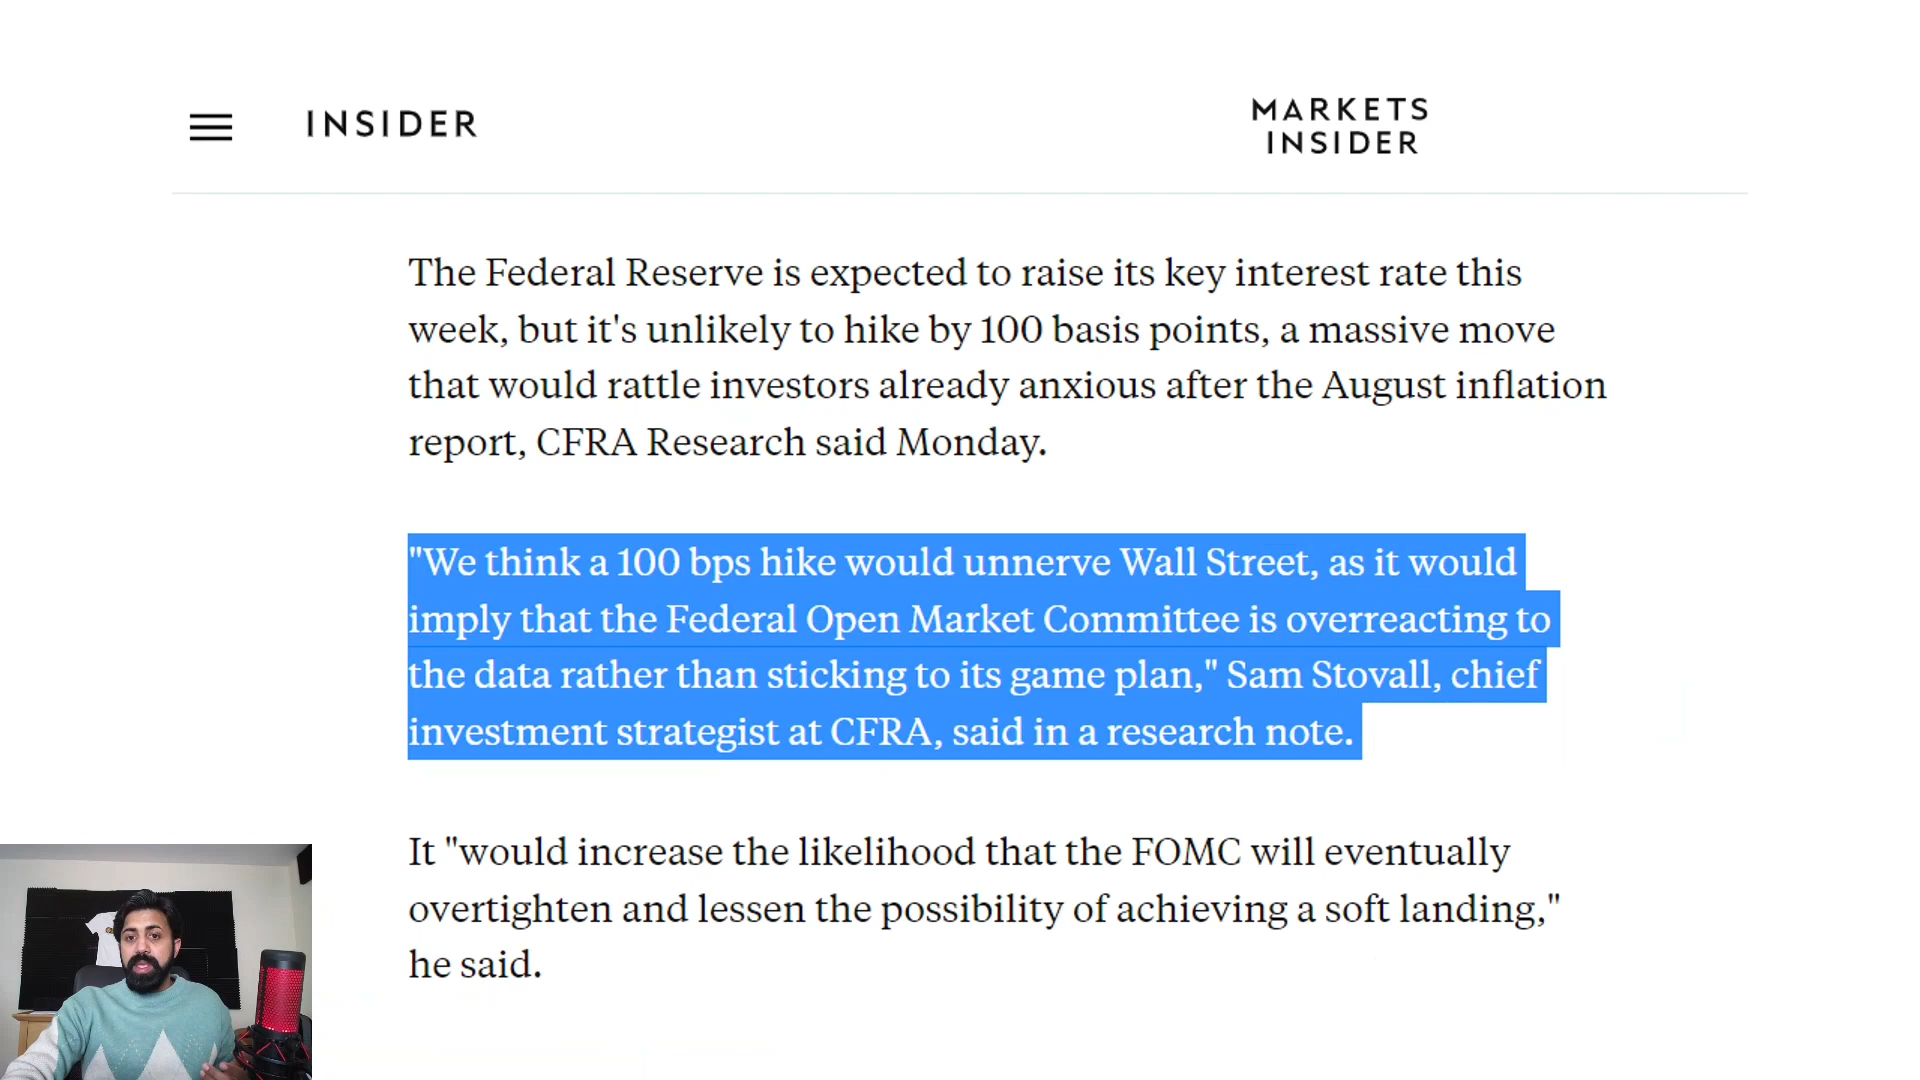 INSIDER
MARKETS
INSIDER
The Federal Reserve is expected to raise its key interest rate this
week, but it's unlikely to hike by 100 basis points, a massive move
that would rattle investors already anxious after the August inflation
report, CFRA Research said Monday.
"We think a 100 bps hike would unnerve Wall Street, as it would
imply that the Federal Open Market Committee is overreacting to
the data rather than sticking to its game plan," Sam Stovall, chief
investment strategist at CFRA, said in a research note.
It "would increase the likelihood that the FOMC will eventually
overtighten and lessen the possibility of achieving a soft landing,"
he said.